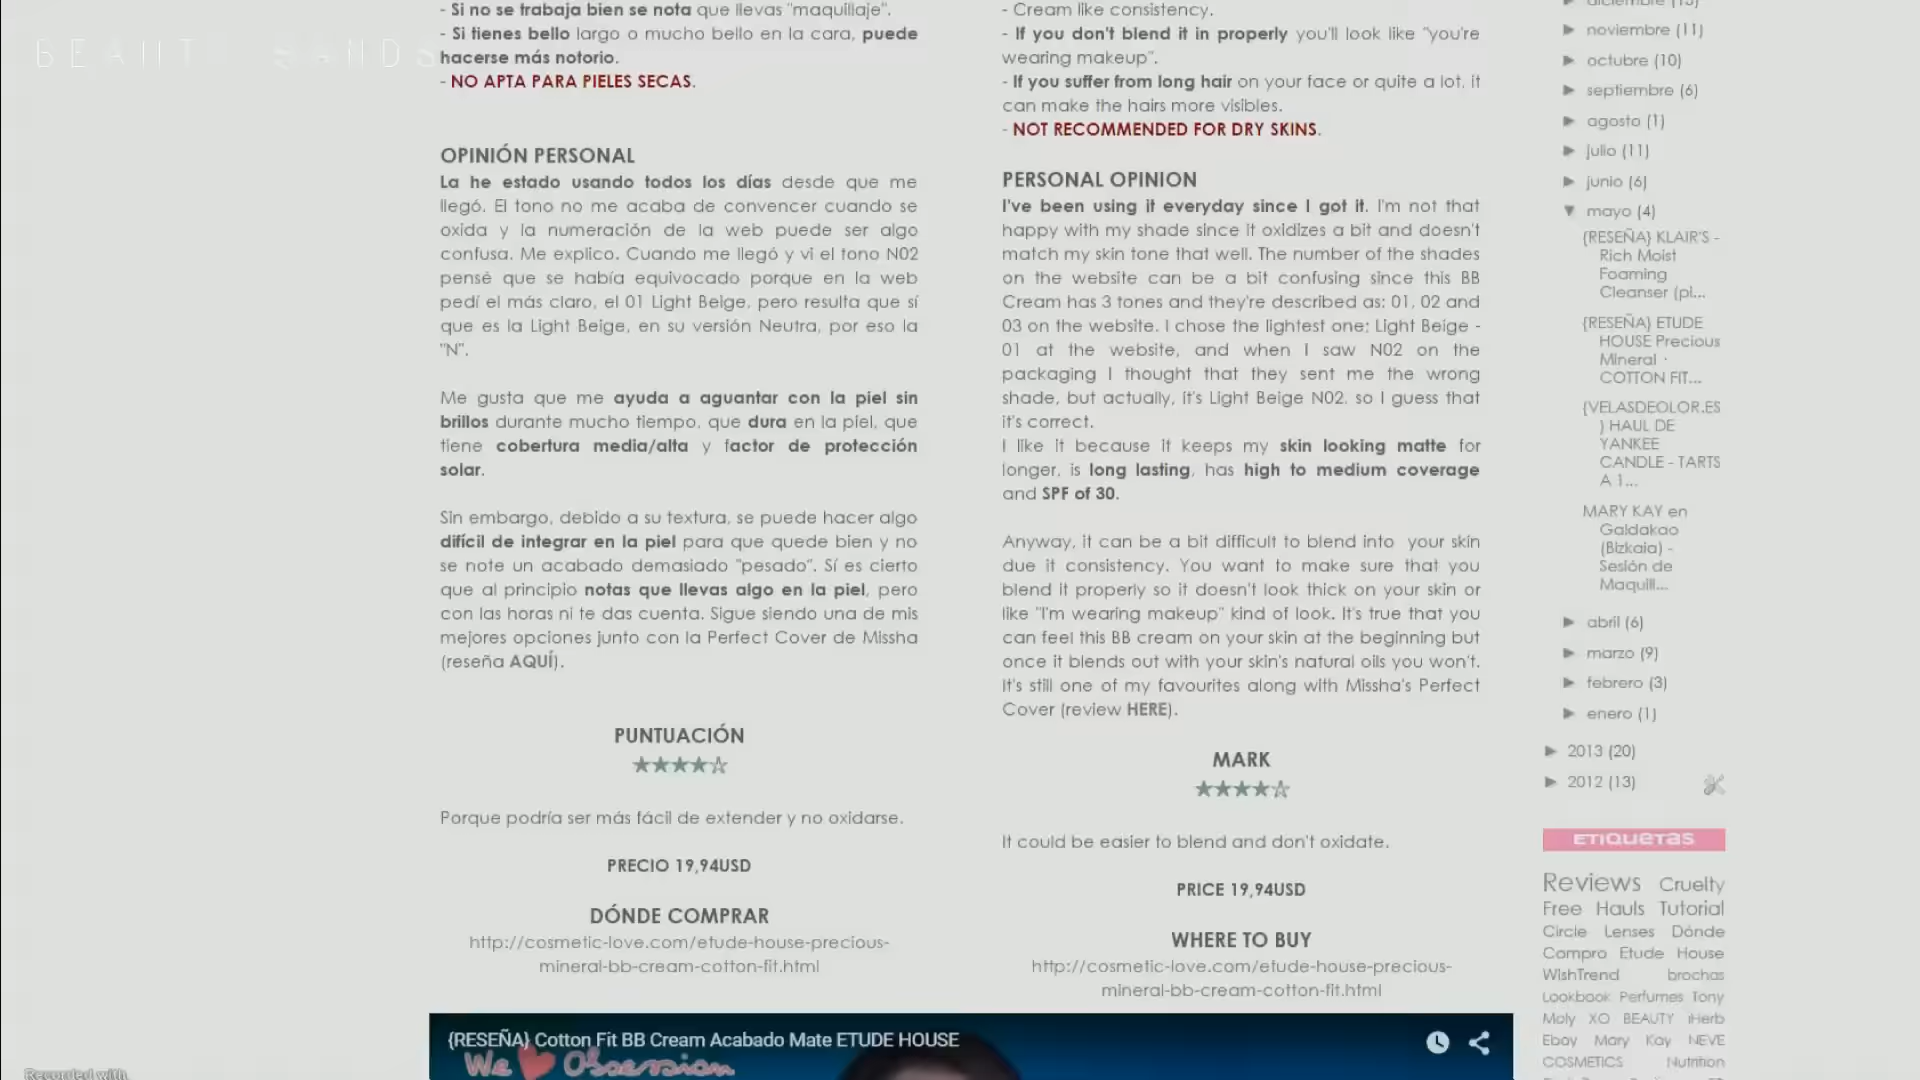 - Si no se trabaja bien se nota que llevas "maquillaje".
- Si tienes bello largo o mucho bello en la cara, puede
hacerse más notorio.
- NO APTA PARA PIELES SECAS.
OPINIÓN PERSONAL
La he estado usando todos los días desde que me
llegó. El tono no me acaba de convencer cuando se
oxida y la numeración de la web puede ser algo
confusa. Me explico. Cuando me llegó y vi el tono N02
pensé que se había equivocado porque en la web
pedí el más claro, el 01 Light Beige, pero resulta que sí
que es la Light Beige, en su versión Neutra, por eso la
"N".
Me gusta que me ayuda a aguantar con la piel sin
brillos durante mucho tiempo, que dura en la piel, que
tiene cobertura media/alta y factor de protección
solar.
Sin embargo, debido a su textura, se puede hacer algo
difícil de integrar en la piel para que quede bien y no
se note un acabado demasiado "pesado". Sí es cierto
que al principio notas que llevas algo en la piel, pero
con las horas ni te das cuenta. Sigue siendo una de mis
mejores opciones junto con la Perfect Cover de Missha
(reseña AQUÍ).
PUNTUACIÓN
★★★★☆
Porque podría ser más fácil de extender y no oxidarse.
PRECIO 19,94USD
DÓNDE COMPRAR
http://cosmetic-love.com/etude-house-precious-
mineral-bb-cream-cotton-fit.html
- Cream like consistency.
- If you don't blend it in properly you'll look like "you're
wearing makeup".
- If you suffer from long hair on your face or quite a lot, it
can make the hairs more visibles.
- NOT RECOMMENDED FOR DRY SKINS.
PERSONAL OPINION
I've been using it everyday since I got it. I'm not that
happy with my shade since it oxidizes a bit and doesn't
match my skin tone that well. The number of the shades
on the website can be a bit confusing since this BB
Cream has 3 tones and they're described as: 01, 02 and
03 on the website. I chose the lightest one; Light Beige -
01 at the website, and when I saw N02 on the
packaging I thought that they sent me the wrong
shade, but actually, it's Light Beige N02, so I guess that
it's correct.
I like it because it keeps my skin looking matte for
longer, is long lasting, has high to medium coverage
and SPF of 30.
Anyway, it can be a bit difficult to blend into your skin
due it consistency. You want to make sure that you
blend it properly so it doesn't look thick on your skin or
like "I'm wearing makeup" kind of look. It's true that you
can feel this BB cream on your skin at the beginning but
once it blends out with your skin's natural oils you won't.
It's still one of my favourites along with Missha's Perfect
Cover (review HERE).
MARK
★★★★☆
It could be easier to blend and don't oxidate.
PRICE 19,94USD
WHERE TO BUY
http://cosmetic-love.com/etude-house-precious-
mineral-bb-cream-cotton-fit.html
{RESEÑA} Cotton Fit BB Cream Acabado Mate ETUDE HOUSE
We Obsession
► diciembre (13)
► noviembre (11)
► octubre (10)
► septiembre (6)
► agosto (1)
► julio (11)
► junio (6)
▼ mayo (4)
{RESEÑA} KLAIR'S -
Rich Moist
Foaming
Cleanser (pi...
{RESEÑA} ETUDE
HOUSE Precious
Mineral ·
COTTON FIT...
{VELASDEOLOR.ES
} HAUL DE
YANKEE
CANDLE - TARTS
A 1...
MARY KAY en
Galdakao
(Bizkaia) -
Sesión de
Maquill...
► abril (6)
► marzo (9)
► febrero (3)
► enero (1)
► 2013 (20)
► 2012 (13)
ETIQUETAS
Reviews Cruelty
Free Hauls Tutorial
Circle Lenses Dónde
Compro Etude House
WishTrend brochas
Lookbook Perfumes Tony
Moly XO BEAUTY iHerb
Ebay Mary Kay NEVE
COSMETICS Nutrition
Recorded with